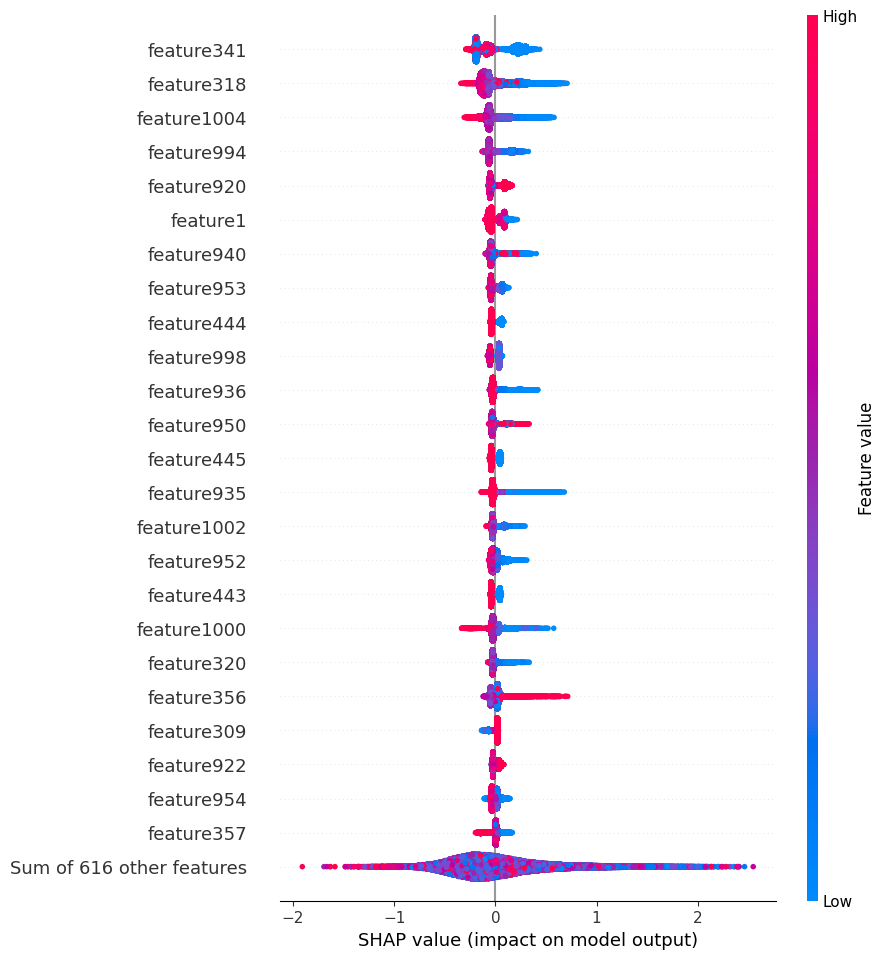 High
feature341
feature318
feature1004
feature994
feature920
feature1
feature940
feature953
feature444
feature998
feature936
feature950
feature445
feature935
feature1002
feature952
feature443
feature1000
feature320
feature356
feature309
feature922
feature954
feature357
Sum of 616 other features
Feature value
Low
−2 −1 0 1 2
SHAP value (impact on model output)